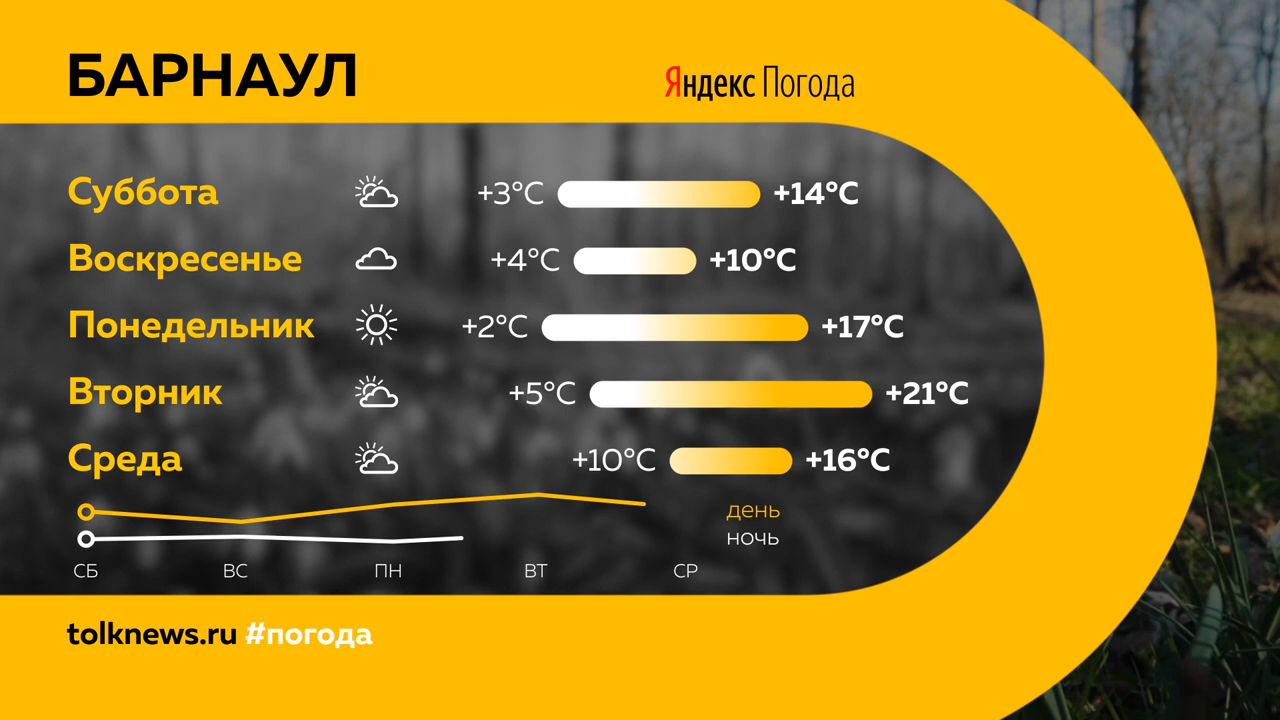 БАРНАУЛ
Яндекс Погода
Суббота +3°C +14°C
Воскресенье +4°C +10°C
Понедельник +2°C +17°C
Вторник +5°C +21°C
Среда +10°C +16°C
день
ночь
СБ ВС ПН ВТ СР
tolknews.ru #погода